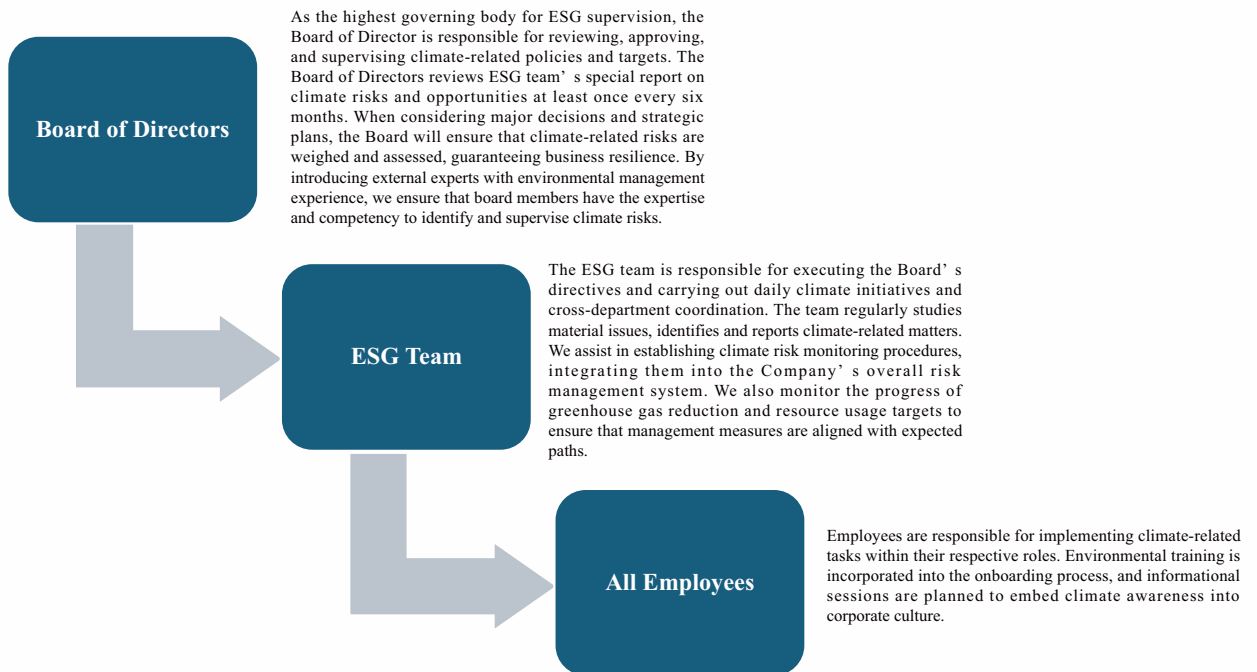 As the highest governing body for ESG supervision, the
Board of Director is responsible for reviewing, approving,
and supervising climate-related policies and targets. The
Board of Directors reviews ESG team’ s special report on
climate risks and opportunities at least once every six
months. When considering major decisions and strategic
plans, the Board will ensure that climate-related risks are
weighed and assessed, guaranteeing business resilience. By
introducing external experts with environmental management
experience, we ensure that board members have the expertise
and competency to identify and supervise climate risks.
Board of Directors
The ESG team is responsible for executing the Board’ s
directives and carrying out daily climate initiatives and
cross-department coordination. The team regularly studies
material issues, identifies and reports climate-related matters.
We assist in establishing climate risk monitoring procedures,
integrating them into the Company’ s overall risk
management system. We also monitor the progress of
greenhouse gas reduction and resource usage targets to
ensure that management measures are aligned with expected
paths.
ESG Team
Employees are responsible for implementing climate-related
tasks within their respective roles. Environmental training is
incorporated into the onboarding process, and informational
sessions are planned to embed climate awareness into
corporate culture.
All Employees